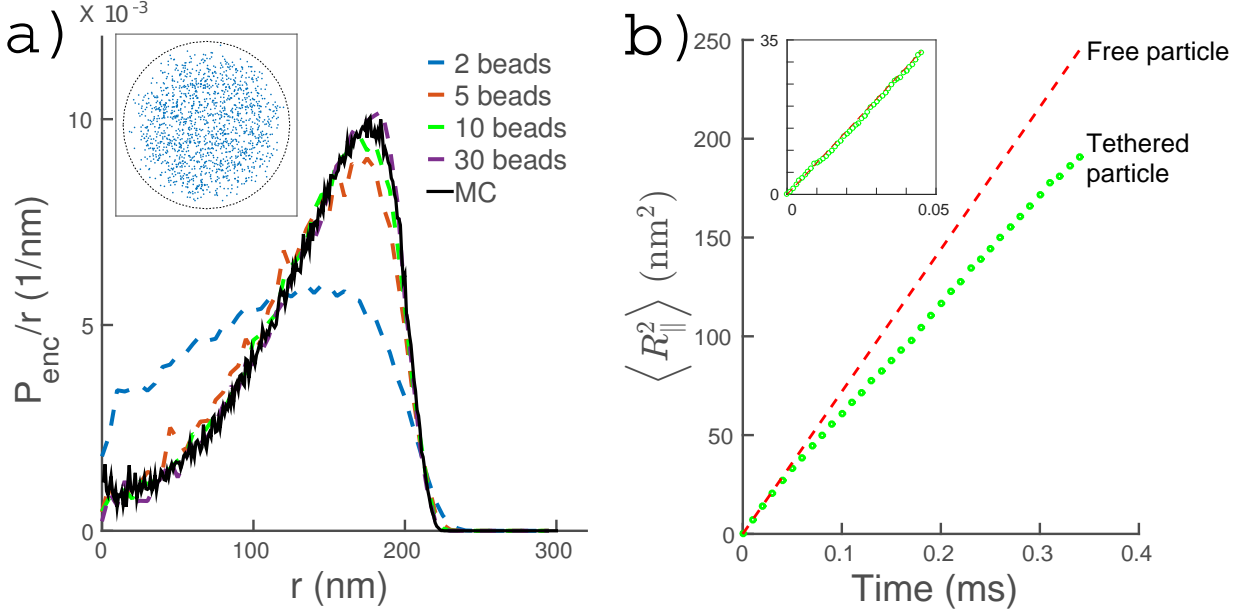 a)
X 10⁻³
10
5
0
P_enc/r (1/nm)
0
100
200
300
r (nm)
2 beads
5 beads
10 beads
30 beads
MC
b)
250
200
150
100
50
0
⟨R²_∥⟩ (nm²)
0
0.1
0.2
0.3
0.4
Time (ms)
35
0
0
0.05
Free particle
Tethered
particle